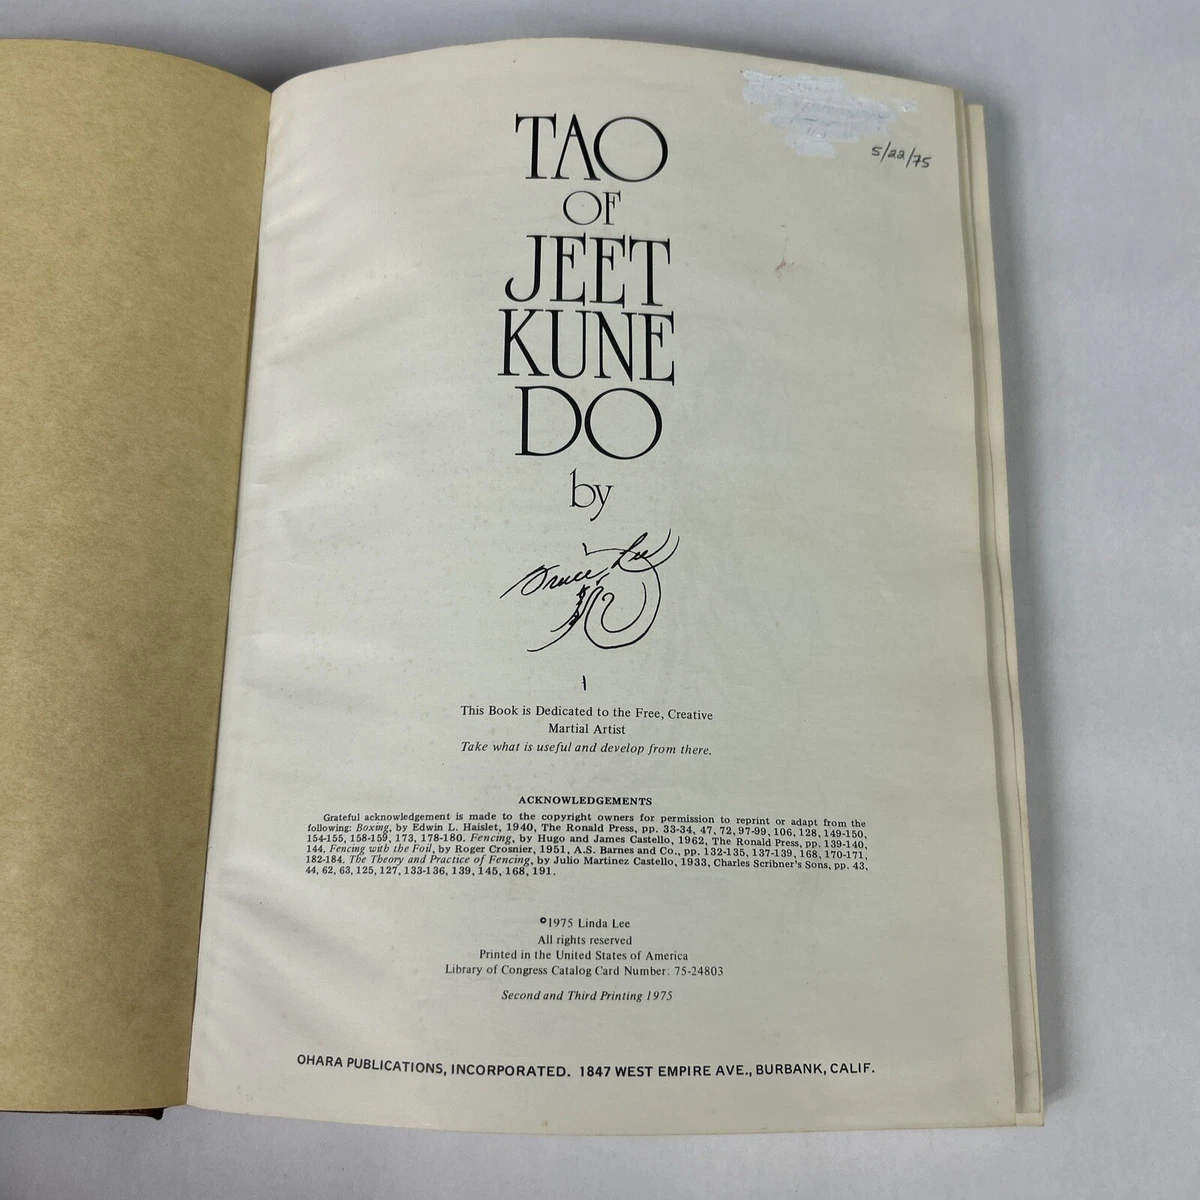 5/22/75
TAO
OF
JEET
KUNE
DO
by
Bruce Lee
This Book is Dedicated to the Free, Creative
Martial Artist
Take what is useful and develop from there.
ACKNOWLEDGEMENTS
Grateful acknowledgement is made to the copyright owners for permission to reprint or adapt from the
following: Boxing, by Edwin L. Haislet, 1940, The Ronald Press, pp. 33-34, 47, 72, 97-99, 106, 128, 149-150,
154-155, 158-159, 173, 178-180. Fencing, by Hugo and James Castello, 1962, The Ronald Press, pp. 139-140,
144. Fencing with the Foil, by Roger Crosnier, 1951, A.S. Barnes and Co., pp. 132-135, 137-139, 168, 170-171,
182-184. The Theory and Practice of Fencing, by Julio Martinez Castello, 1933, Charles Scribner's Sons, pp. 43,
44, 62, 63, 125, 127, 133-136, 139, 145, 168, 191.
©1975 Linda Lee
All rights reserved
Printed in the United States of America
Library of Congress Catalog Card Number: 75-24803
Second and Third Printing 1975
OHARA PUBLICATIONS, INCORPORATED. 1847 WEST EMPIRE AVE., BURBANK, CALIF.